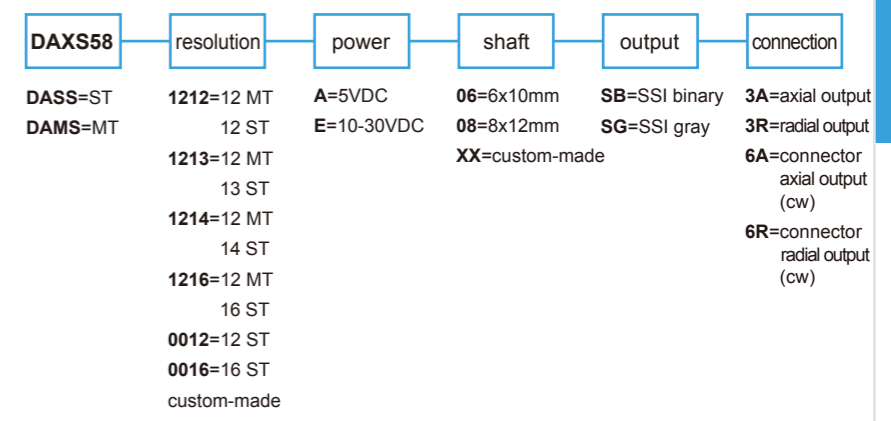 DAXS58 resolution power shaft output connection
DASS=ST
DAMS=MT
1212=12 MT
12 ST
1213=12 MT
13 ST
1214=12 MT
14 ST
1216=12 MT
16 ST
0012=12 ST
0016=16 ST
custom-made
A=5VDC
E=10-30VDC
06=6x10mm
08=8x12mm
XX=custom-made
SB=SSI binary
SG=SSI gray
3A=axial output
3R=radial output
6A=connector
axial output
(cw)
6R=connector
radial output
(cw)